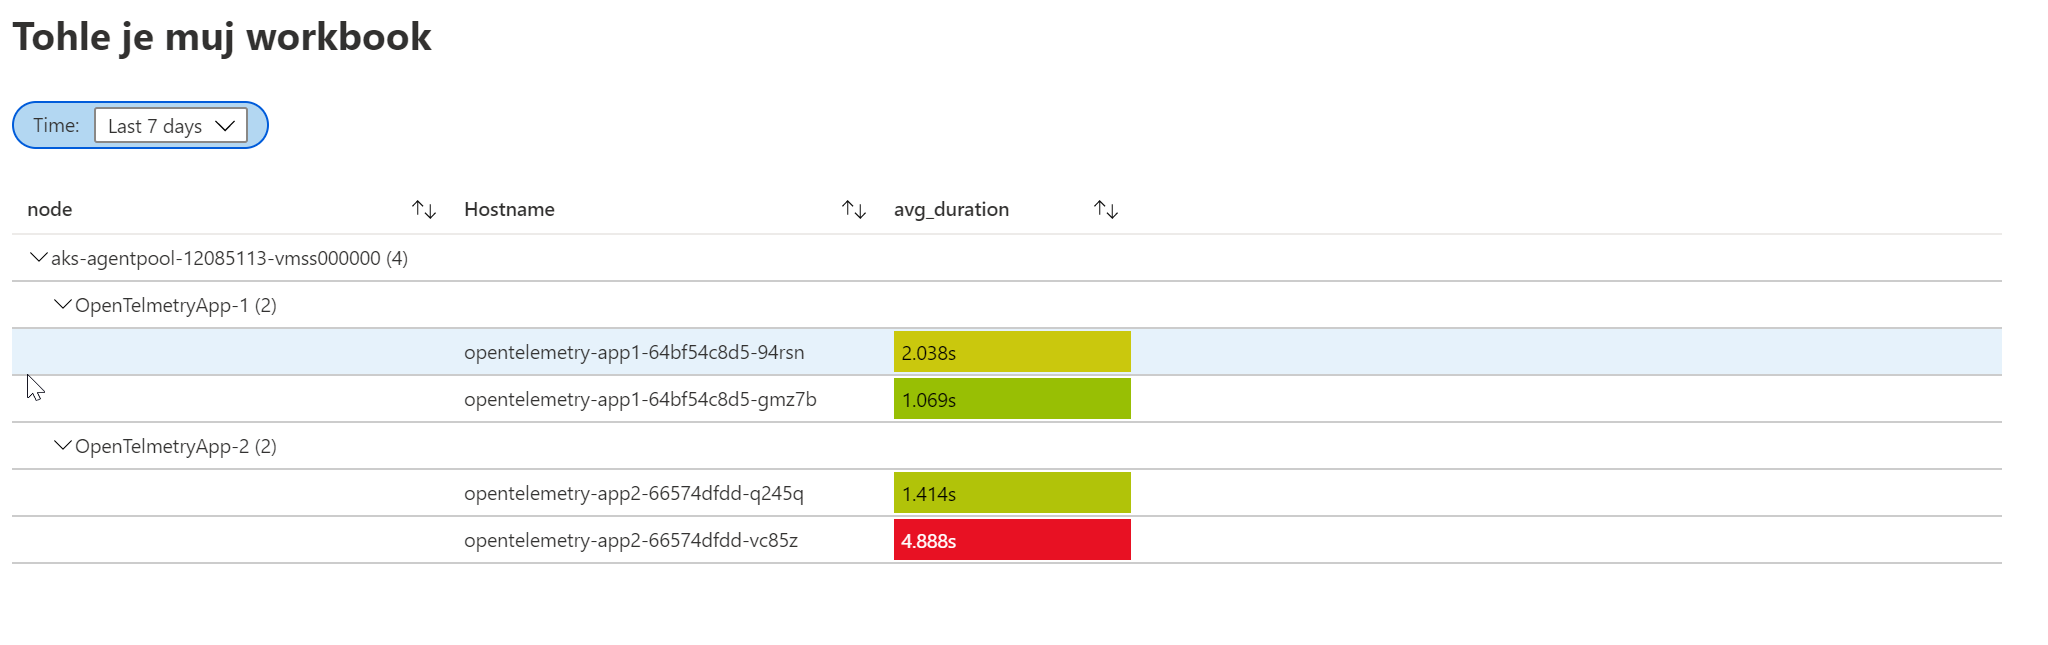 Tohle je muj workbook
Time: Last 7 days
node Hostname avg_duration
aks-agentpool-12085113-vmss000000 (4)
OpenTelmetryApp-1 (2)
opentelemetry-app1-64bf54c8d5-94rsn 2.038s
opentelemetry-app1-64bf54c8d5-gmz7b 1.069s
OpenTelmetryApp-2 (2)
opentelemetry-app2-66574dfdd-q245q 1.414s
opentelemetry-app2-66574dfdd-vc85z 4.888s